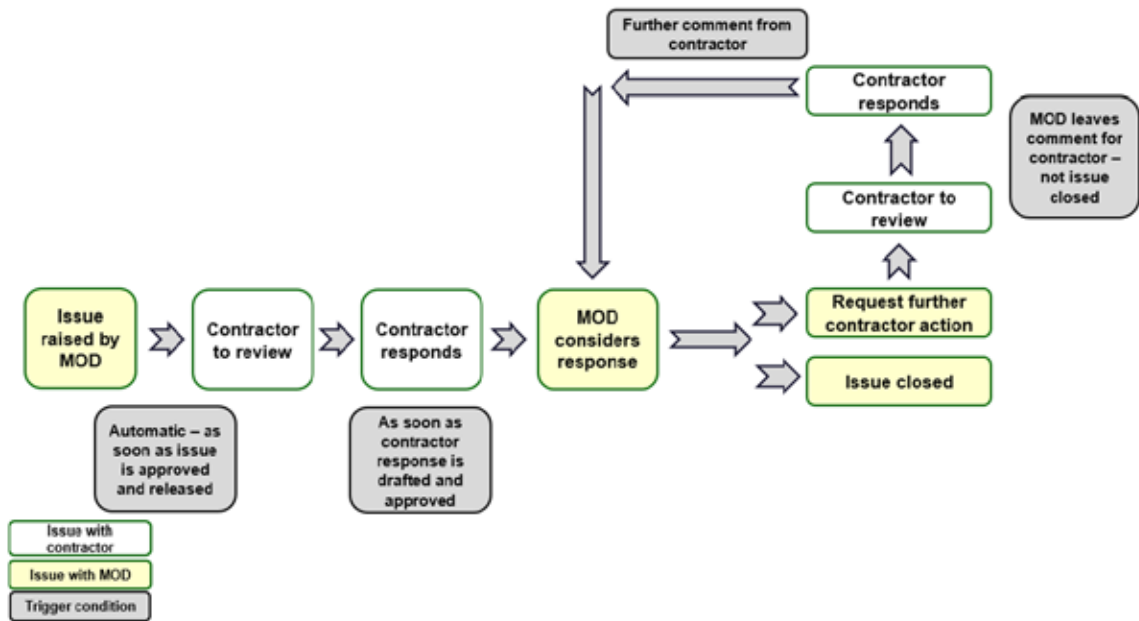 Further comment from
contractor
Contractor
responds
MOD leaves
comment for
contractor –
not issue
closed
Contractor to
review
Issue
raised by
MOD
Contractor
to review
Contractor
responds
MOD
considers
response
Request further
contractor action
Issue closed
Automatic – as
soon as issue
is approved
and released
As soon as
contractor
response is
drafted and
approved
Issue with
contractor
Issue with MOD
Trigger condition